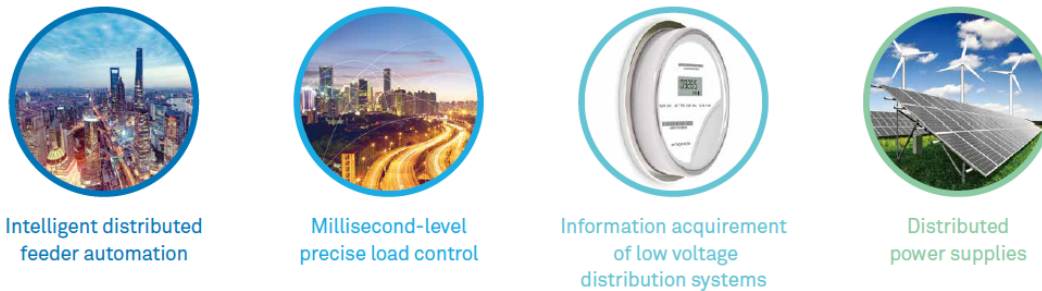 Intelligent distributed
feeder automation
Millisecond-level
precise load control
Information acquirement
of low voltage
distribution systems
Distributed
power supplies